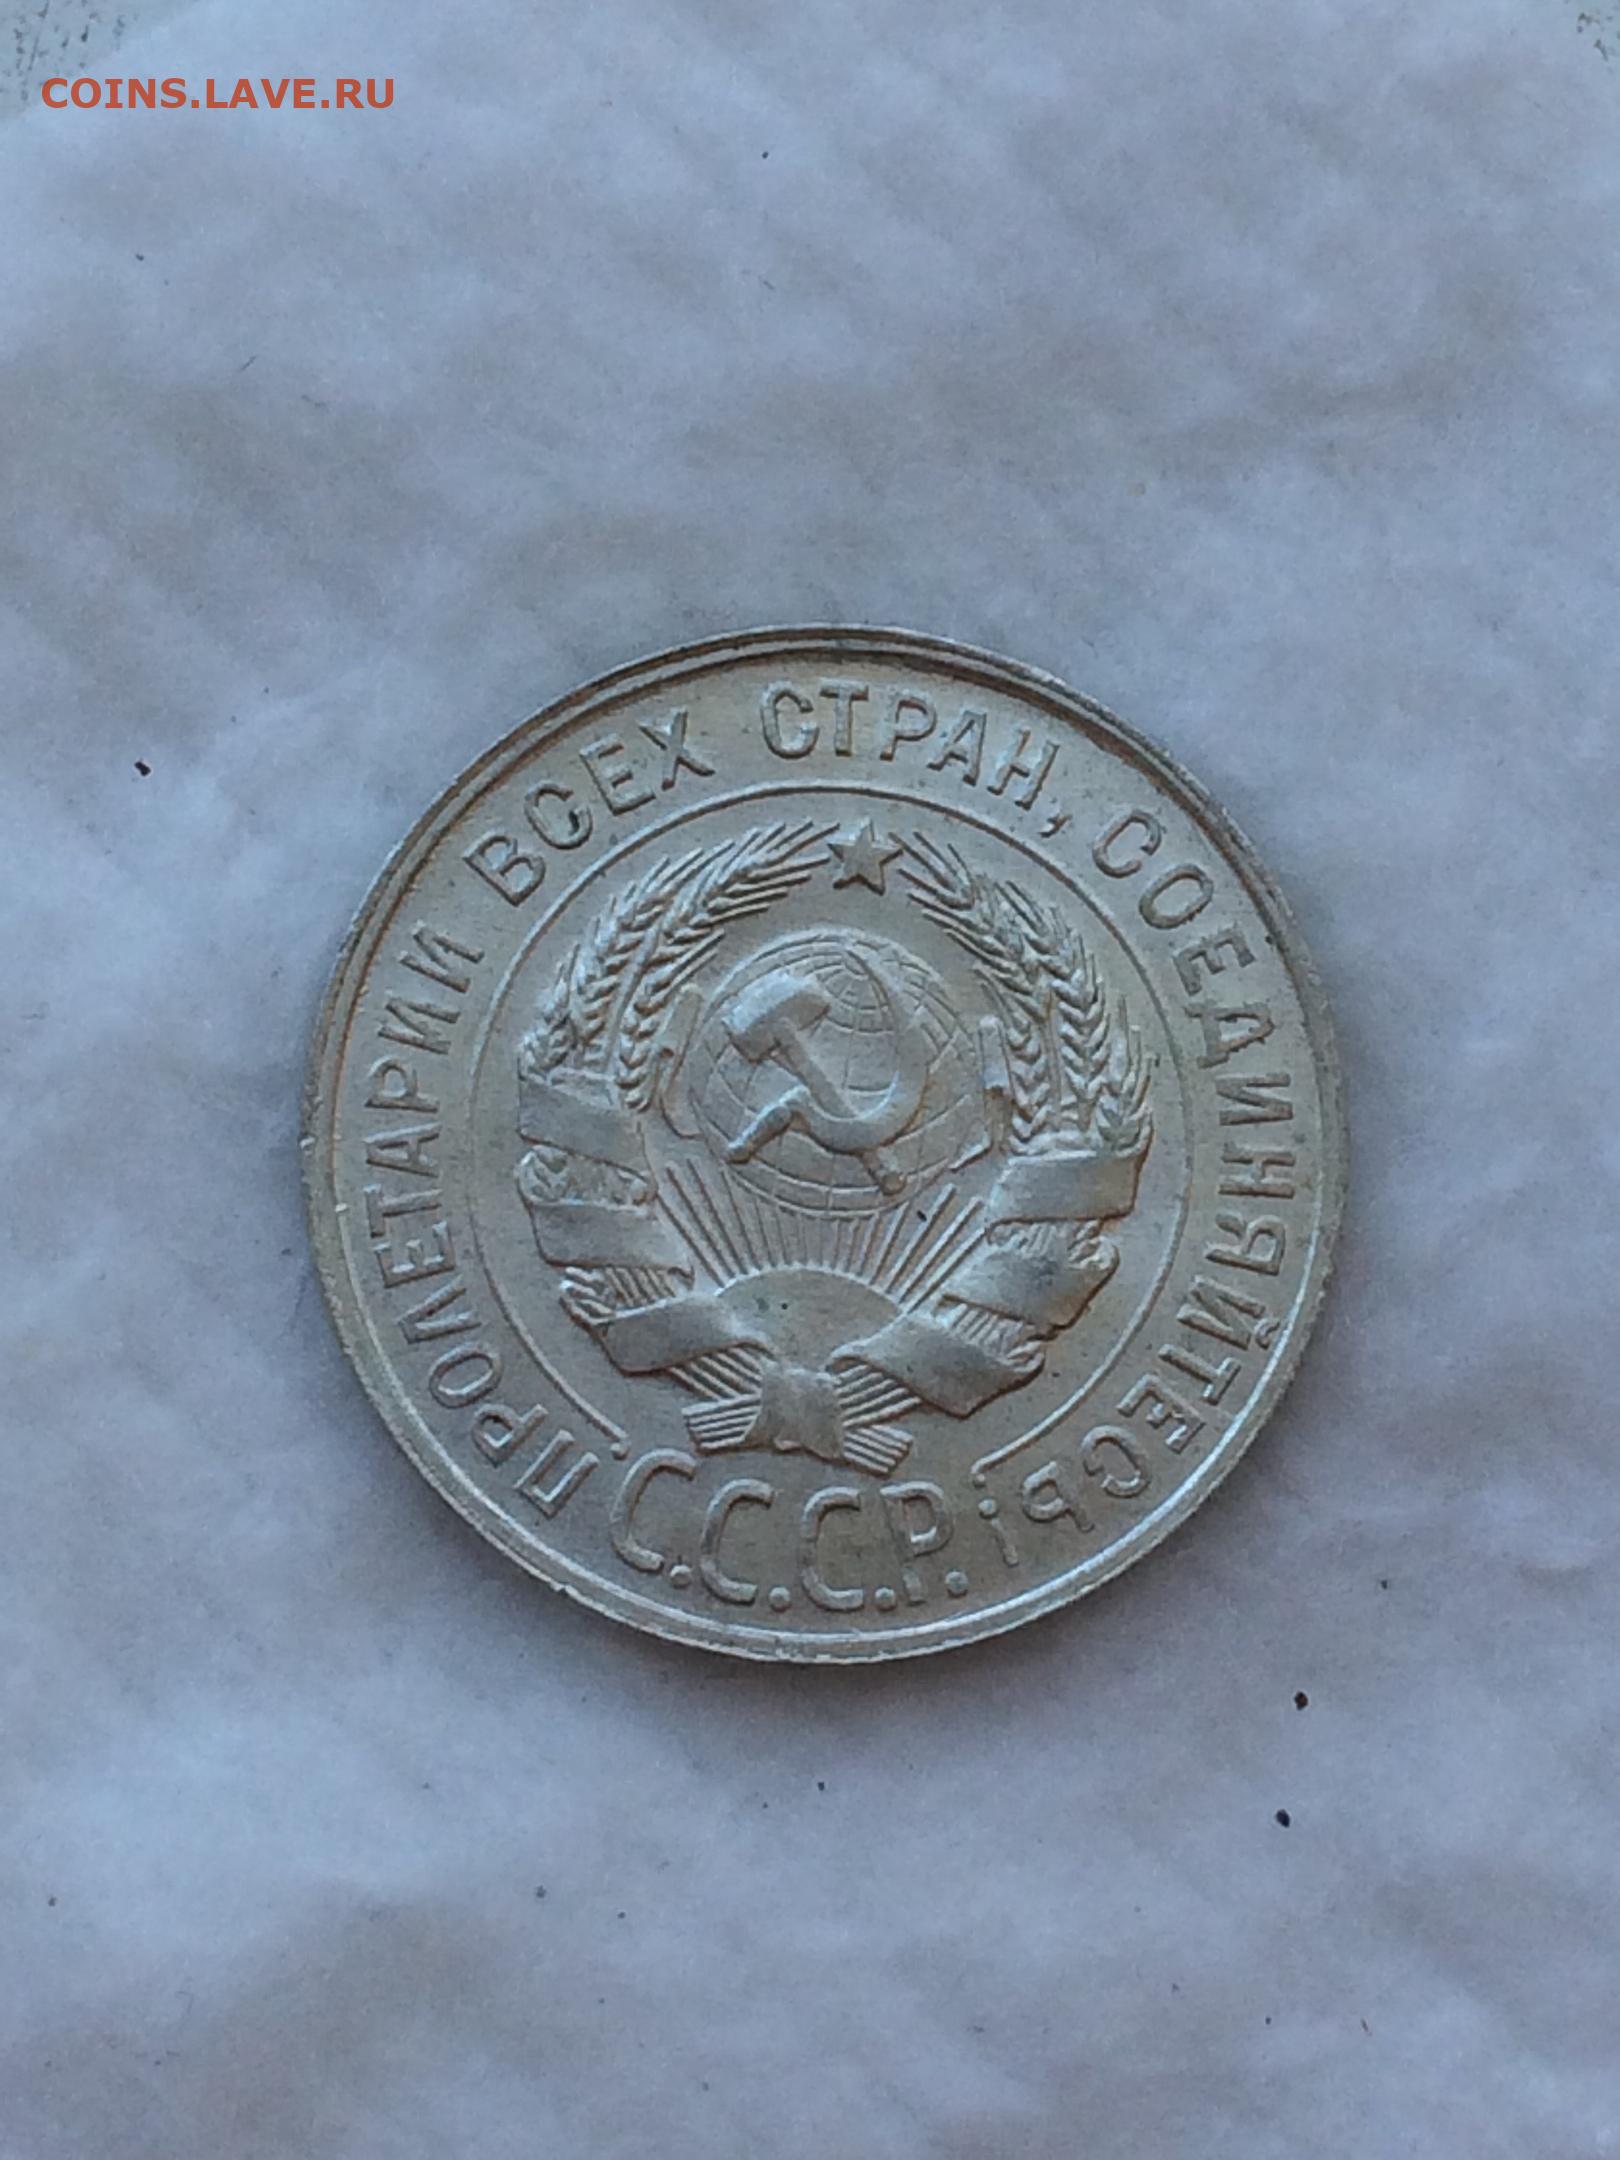 COINS.LAVE.RU
ПРОЛЕТАРИИ ВСЕХ СТРАН, СОЕДИНЯЙТЕСЬ!
С.С.С.Р.